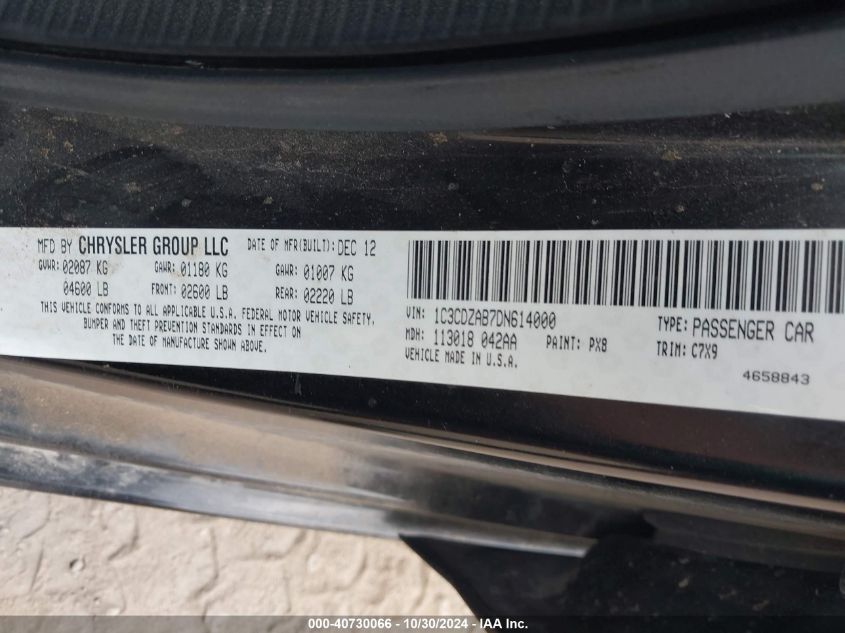 MFD BY CHRYSLER GROUP LLC DATE OF MFR(BUILT): DEC 12
GVWR: 02087 KG GAWR: 01180 KG GAWR: 01007 KG
04600 LB FRONT: 02600 LB REAR: 02220 LB
THIS VEHICLE CONFORMS TO ALL APPLICABLE U.S.A. FEDERAL MOTOR VEHICLE SAFETY,
BUMPER AND THEFT PREVENTION STANDARDS IN EFFECT ON
THE DATE OF MANUFACTURE SHOWN ABOVE.
VIN: 1C3CDZAB7DN614000 TYPE: PASSENGER CAR
MDH: 113018 042AA PAINT: PX8 TRIM: C7X9
VEHICLE MADE IN U.S.A.
4658843
000-40730066 - 10/30/2024 - IAA Inc.